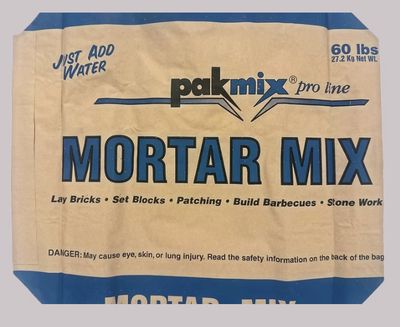 JUST ADD
WATER
60 lbs
27.2 Kg Net Wt.
pakmix® pro line
MORTAR MIX
Lay Bricks • Set Blocks • Patching • Build Barbecues • Stone Work
DANGER: May cause eye, skin, or lung injury. Read the safety information on the back of the bag
MORTAR MIX